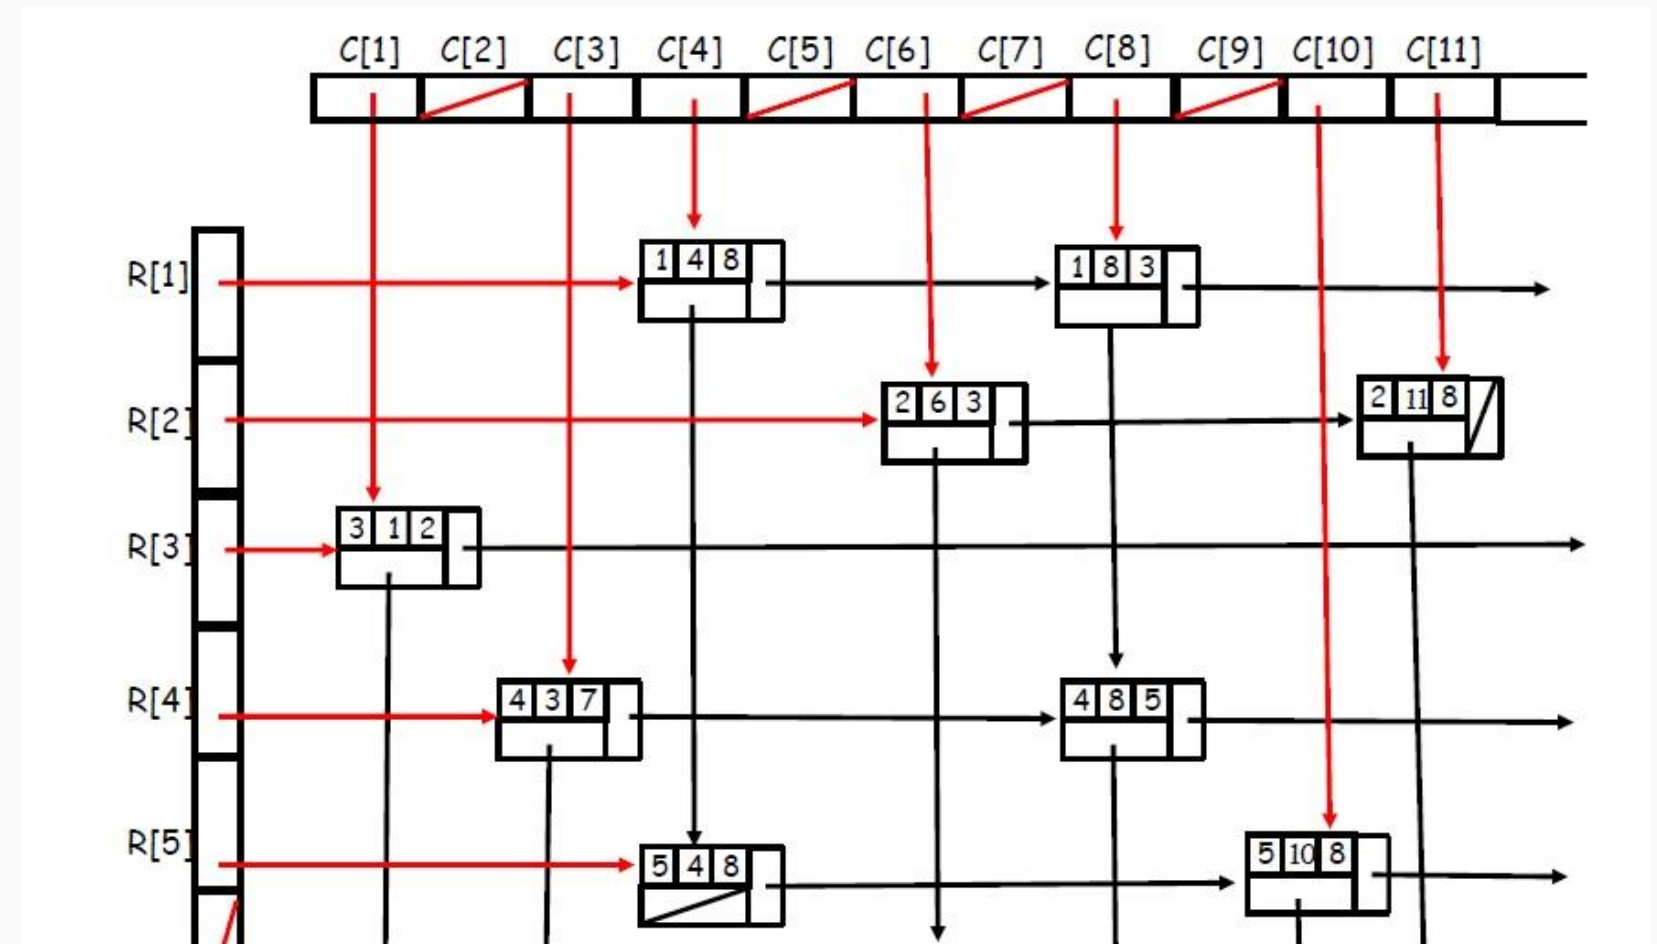 C[1] C[2] C[3] C[4] C[5] C[6] C[7] C[8] C[9] C[10] C[11]
R[1] 1 4 8 1 8 3
R[2] 2 6 3 2 11 8
R[3] 3 1 2
R[4] 4 3 7 4 8 5
R[5] 5 4 8 5 10 8